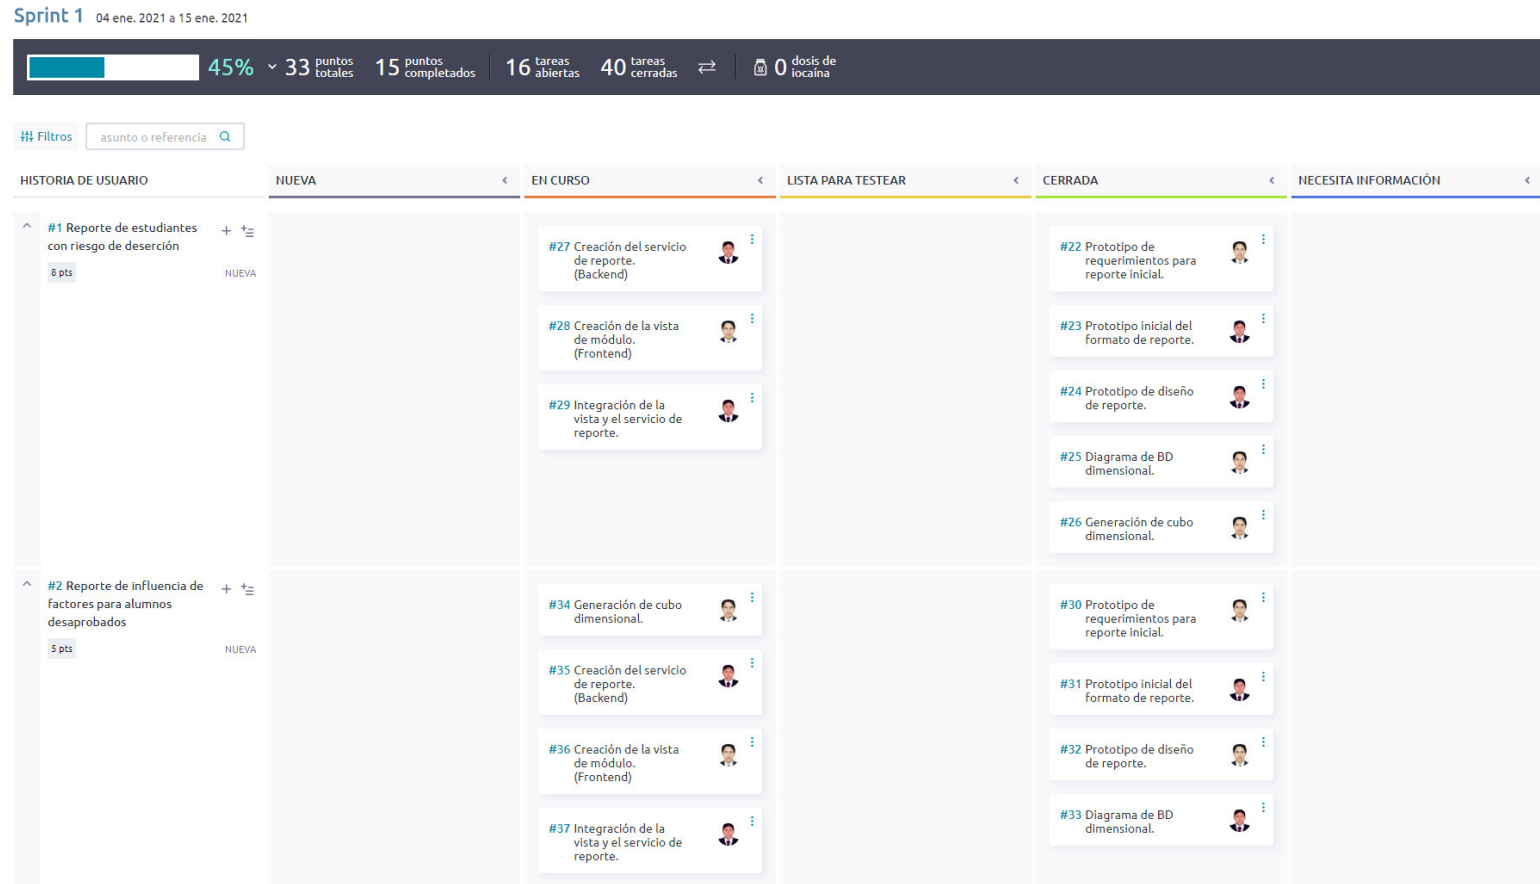 Sprint 1 04 ene. 2021 a 15 ene. 2021
45% 33 puntos totales 15 puntos completados 16 tareas abiertas 40 tareas cerradas 0 dosis de iocaína
Filtros asunto o referencia
HISTORIA DE USUARIO NUEVA EN CURSO LISTA PARA TESTEAR CERRADA NECESITA INFORMACIÓN
#1 Reporte de estudiantes
con riesgo de deserción
8 pts NUEVA
#27 Creación del servicio
de reporte.
(Backend)
#28 Creación de la vista
de módulo.
(Frontend)
#29 Integración de la
vista y el servicio de
reporte.
#22 Prototipo de
requerimientos para
reporte inicial.
#23 Prototipo inicial del
formato de reporte.
#24 Prototipo de diseño
de reporte.
#25 Diagrama de BD
dimensional.
#26 Generación de cubo
dimensional.
#2 Reporte de influencia de
factores para alumnos
desaprobados
5 pts NUEVA
#34 Generación de cubo
dimensional.
#35 Creación del servicio
de reporte.
(Backend)
#36 Creación de la vista
de módulo.
(Frontend)
#37 Integración de la
vista y el servicio de
reporte.
#30 Prototipo de
requerimientos para
reporte inicial.
#31 Prototipo inicial del
formato de reporte.
#32 Prototipo de diseño
de reporte.
#33 Diagrama de BD
dimensional.